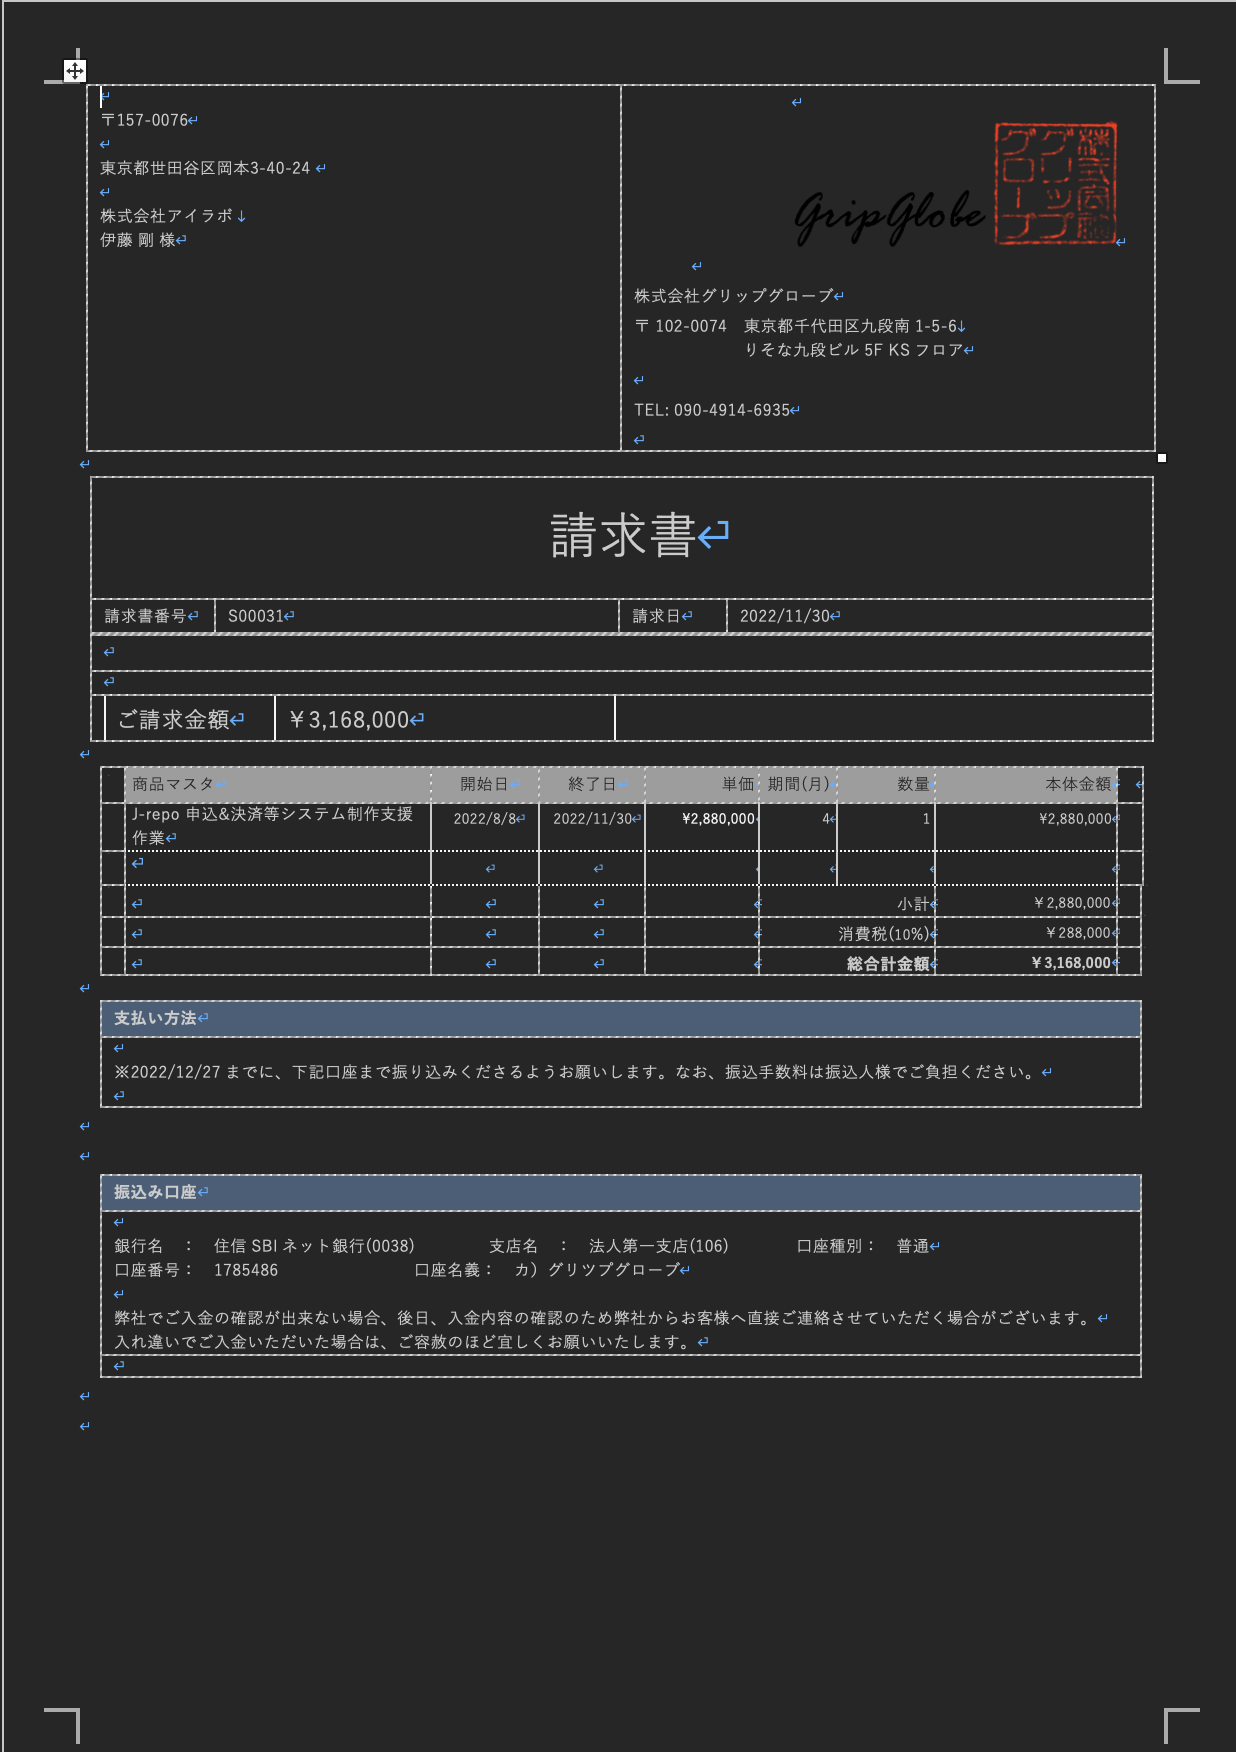 〒157-0076
東京都世田谷区岡本3-40-24
株式会社アイラボ
伊藤 剛 様
GripGlobe
株式会社グリップグローブ
株式会社グリップグローブ
〒 102-0074　東京都千代田区九段南 1-5-6
りそな九段ビル 5F KS フロア
TEL: 090-4914-6935
請求書
請求書番号 S00031 請求日 2022/11/30
ご請求金額 ￥3,168,000
商品マスタ 開始日 終了日 単価 期間(月) 数量 本体金額
J-repo 申込&決済等システム制作支援
作業 2022/8/8 2022/11/30 ¥2,880,000 4 1 ¥2,880,000
小計 ￥2,880,000
消費税(10%) ￥288,000
総合計金額 ￥3,168,000
支払い方法
※2022/12/27 までに、下記口座まで振り込みくださるようお願いします。なお、振込手数料は振込人様でご負担ください。
振込み口座
銀行名　：　住信 SBI ネット銀行(0038)　支店名　：　法人第一支店(106)　口座種別：　普通
口座番号：　1785486　口座名義：　カ）グリツプグローブ
弊社でご入金の確認が出来ない場合、後日、入金内容の確認のため弊社からお客様へ直接ご連絡させていただく場合がございます。
入れ違いでご入金いただいた場合は、ご容赦のほど宜しくお願いいたします。